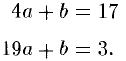 4a + b = 17
19a + b = 3.